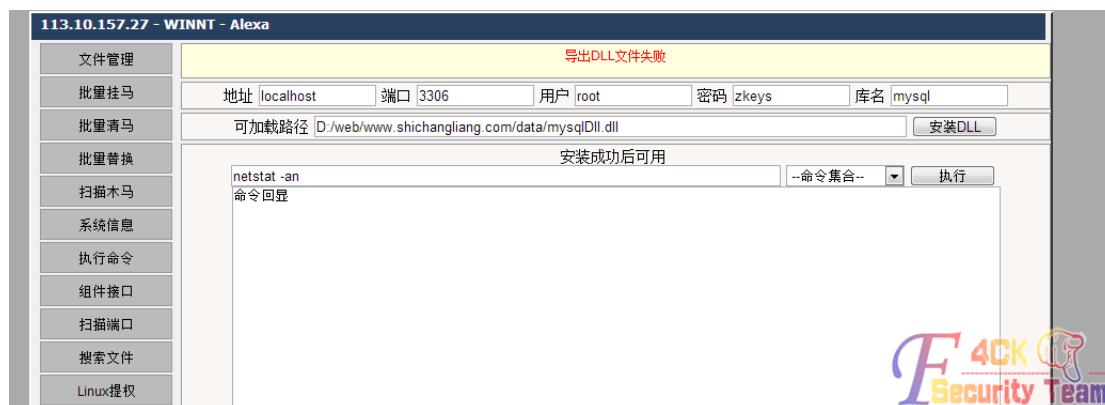 113.10.157.27 - WINNT - Alexa
文件管理
导出DLL文件失败
批量挂马
地址 localhost 端口 3306 用户 root 密码 zkeys 库名 mysql
批量清马
可加载路径 D:/web/www.shichangliang.com/data/mysqlDll.dll 安装DLL
批量替换
安装成功后可用
扫描木马
netstat -an --命令集合-- 执行
命令回显
系统信息
执行命令
组件接口
扫描端口
搜索文件
Linux提权
F4CK
Security Team